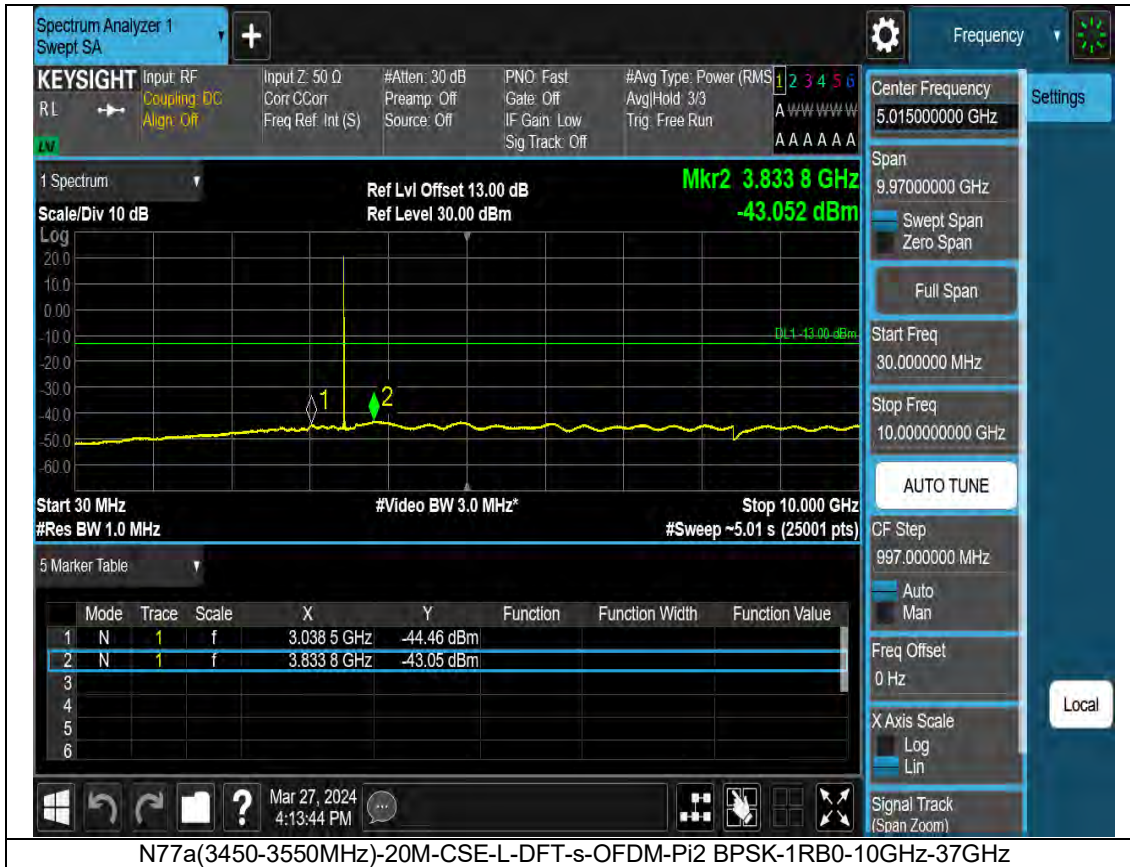 Spectrum Analyzer 1
Swept SA
+
Frequency
KEYSIGHT
RL
LXI
Input: RF
Coupling: DC
Align: Off
Input Z: 50 Ω
Corr CCorr
Freq Ref: Int (S)
#Atten: 30 dB
Preamp: Off
Source: Off
PNO: Fast
Gate: Off
IF Gain: Low
Sig Track: Off
#Avg Type: Power (RMS
Avg|Hold: 3/3
Trig: Free Run
1 2 3 4 5 6
A W W W W W
A A A A A A
1 Spectrum
Scale/Div 10 dB
Ref Lvl Offset 13.00 dB
Ref Level 30.00 dBm
Mkr2 3.833 8 GHz
-43.052 dBm
Log
20.0
10.0
0.00
-10.0
-20.0
-30.0
-40.0
-50.0
-60.0
DL1 -13.00 dBm
1
2
Start 30 MHz
#Video BW 3.0 MHz*
Stop 10.000 GHz
#Res BW 1.0 MHz
#Sweep ~5.01 s (25001 pts)
5 Marker Table
Mode Trace Scale X Y Function Function Width Function Value
1 N 1 f 3.038 5 GHz -44.46 dBm
2 N 1 f 3.833 8 GHz -43.05 dBm
3
4
5
6
Center Frequency
5.015000000 GHz
Settings
Span
9.97000000 GHz
Swept Span
Zero Span
Full Span
Start Freq
30.000000 MHz
Stop Freq
10.000000000 GHz
AUTO TUNE
CF Step
997.000000 MHz
Auto
Man
Freq Offset
0 Hz
Local
X Axis Scale
Log
Lin
Signal Track
(Span Zoom)
?
Mar 27, 2024
4:13:44 PM
N77a(3450-3550MHz)-20M-CSE-L-DFT-s-OFDM-Pi2 BPSK-1RB0-10GHz-37GHz